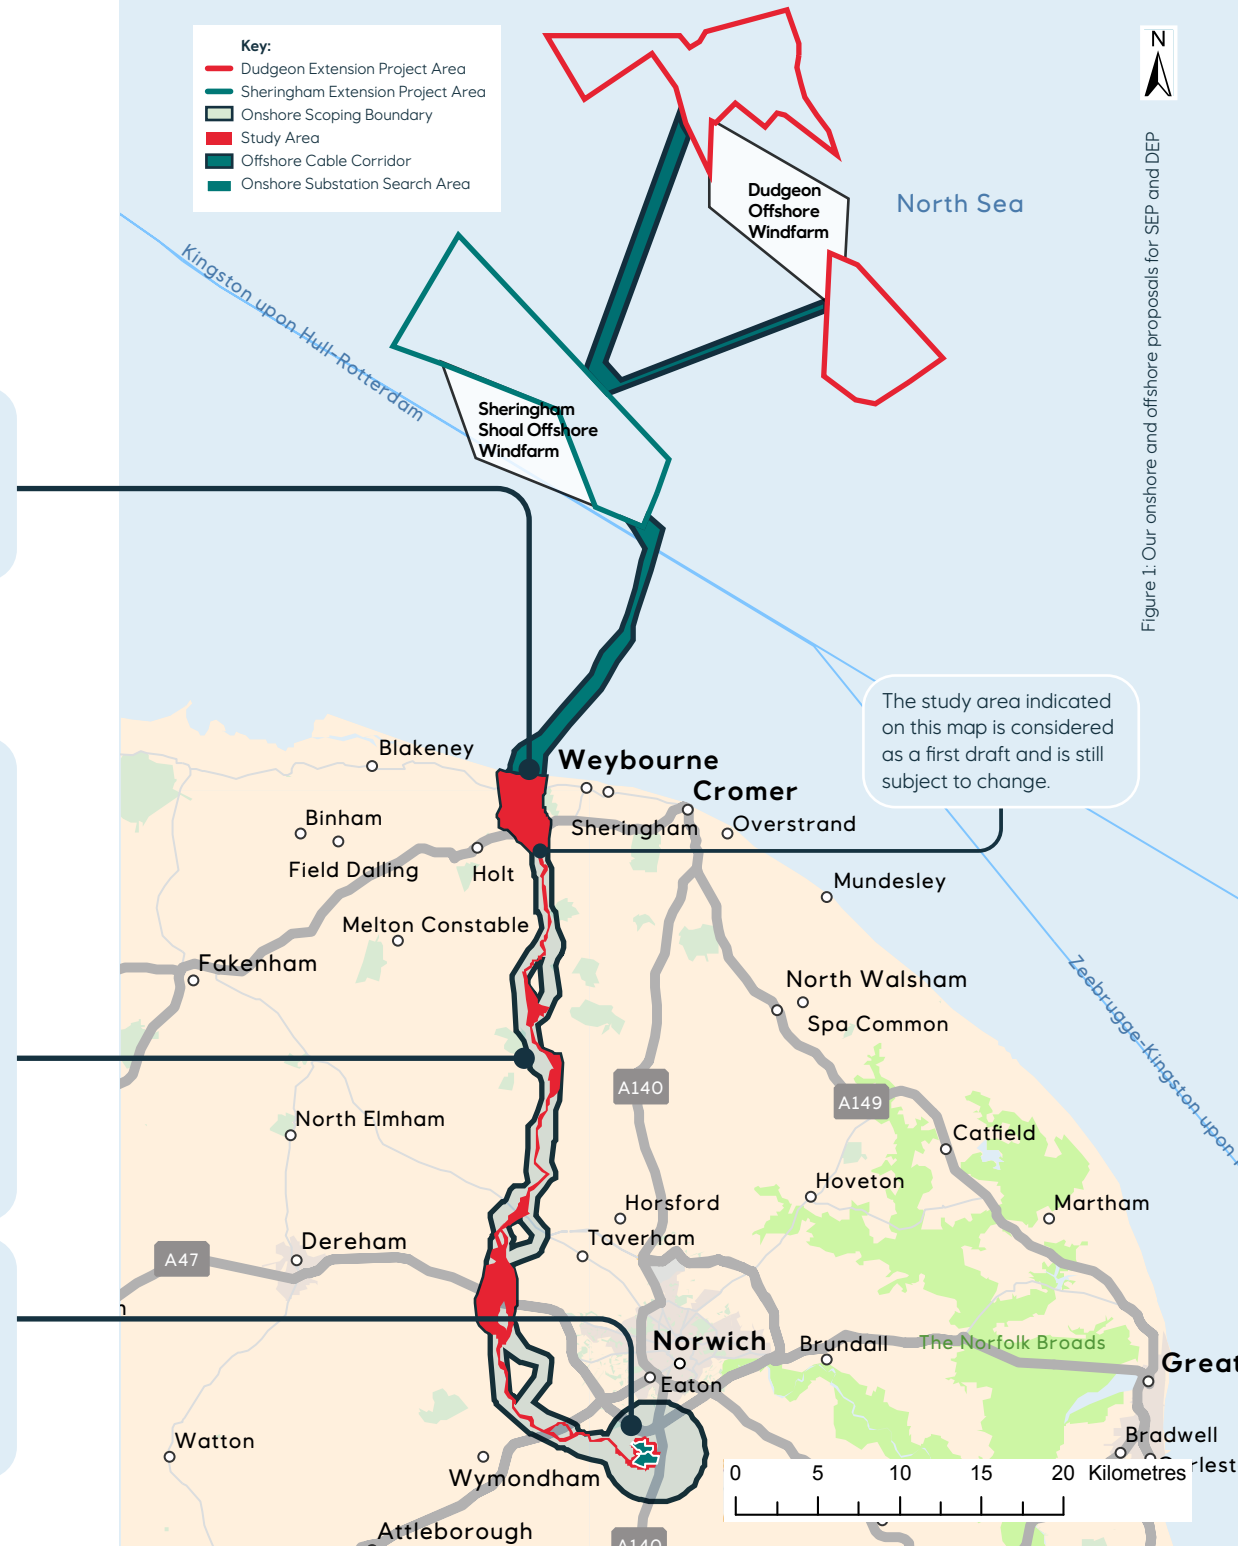 Key:
Dudgeon Extension Project Area
Sheringham Extension Project Area
Onshore Scoping Boundary
Study Area
Offshore Cable Corridor
Onshore Substation Search Area
N
Figure 1: Our onshore and offshore proposals for SEP and DEP
North Sea
Dudgeon
Offshore
Windfarm
Kingston upon Hull-Rotterdam
Sheringham
Shoal Offshore
Windfarm
The study area indicated
on this map is considered
as a first draft and is still
subject to change.
Blakeney
Weybourne
Cromer
Binham
Sheringham
Overstrand
Field Dalling
Holt
Mundesley
Melton Constable
Fakenham
North Walsham
Spa Common
Zeebrugge-Kingston upon
A140
A149
North Elmham
Catfield
Hoveton
Horsford
Martham
Taverham
Dereham
A47
Norwich
Brundall
The Norfolk Broads
Great
Eaton
Watton
Bradwell
Wymondham
0 5 10 15 20 Kilometres
Attleborough
A140